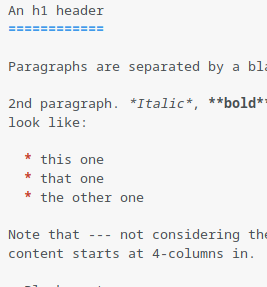 An h1 header
============
Paragraphs are separated by a
2nd paragraph. *Italic*, **bold**
look like:
* this one
* that one
* the other one
Note that --- not considering the
content starts at 4-columns in.